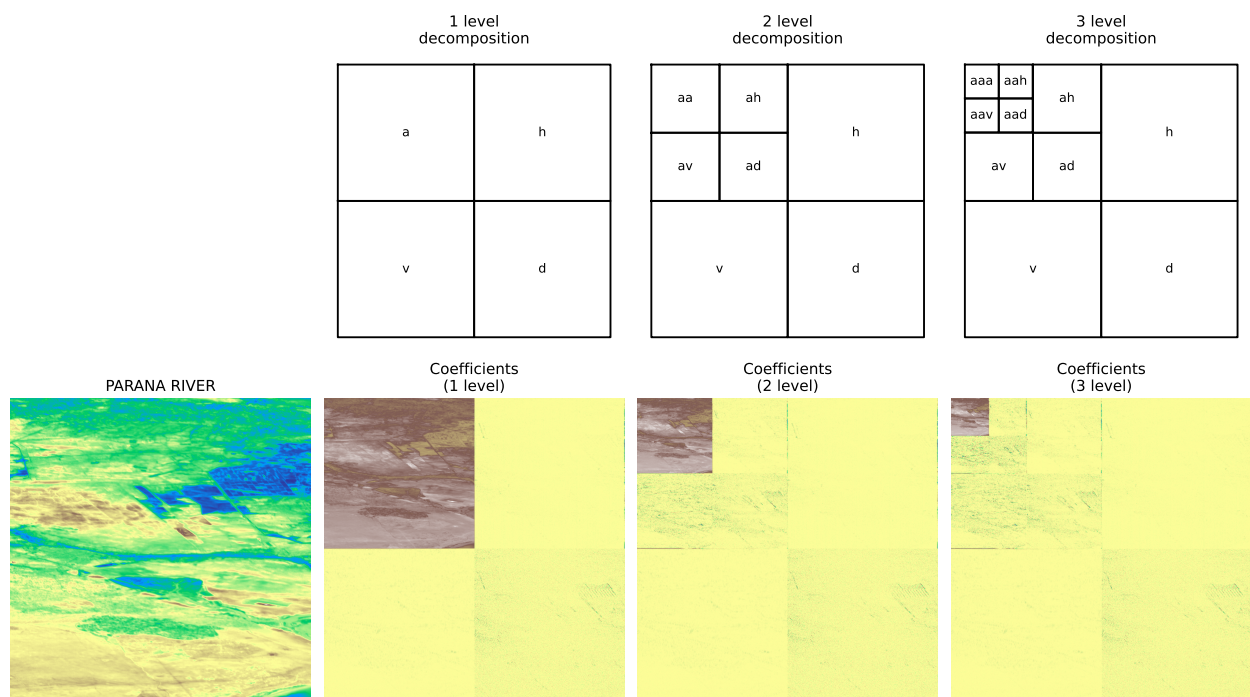 1 level
decomposition
2 level
decomposition
3 level
decomposition
a
h
v
d
aa
ah
av
ad
h
v
d
aaa
aah
aav
aad
ah
av
ad
h
v
d
PARANA RIVER
Coefficients
(1 level)
Coefficients
(2 level)
Coefficients
(3 level)